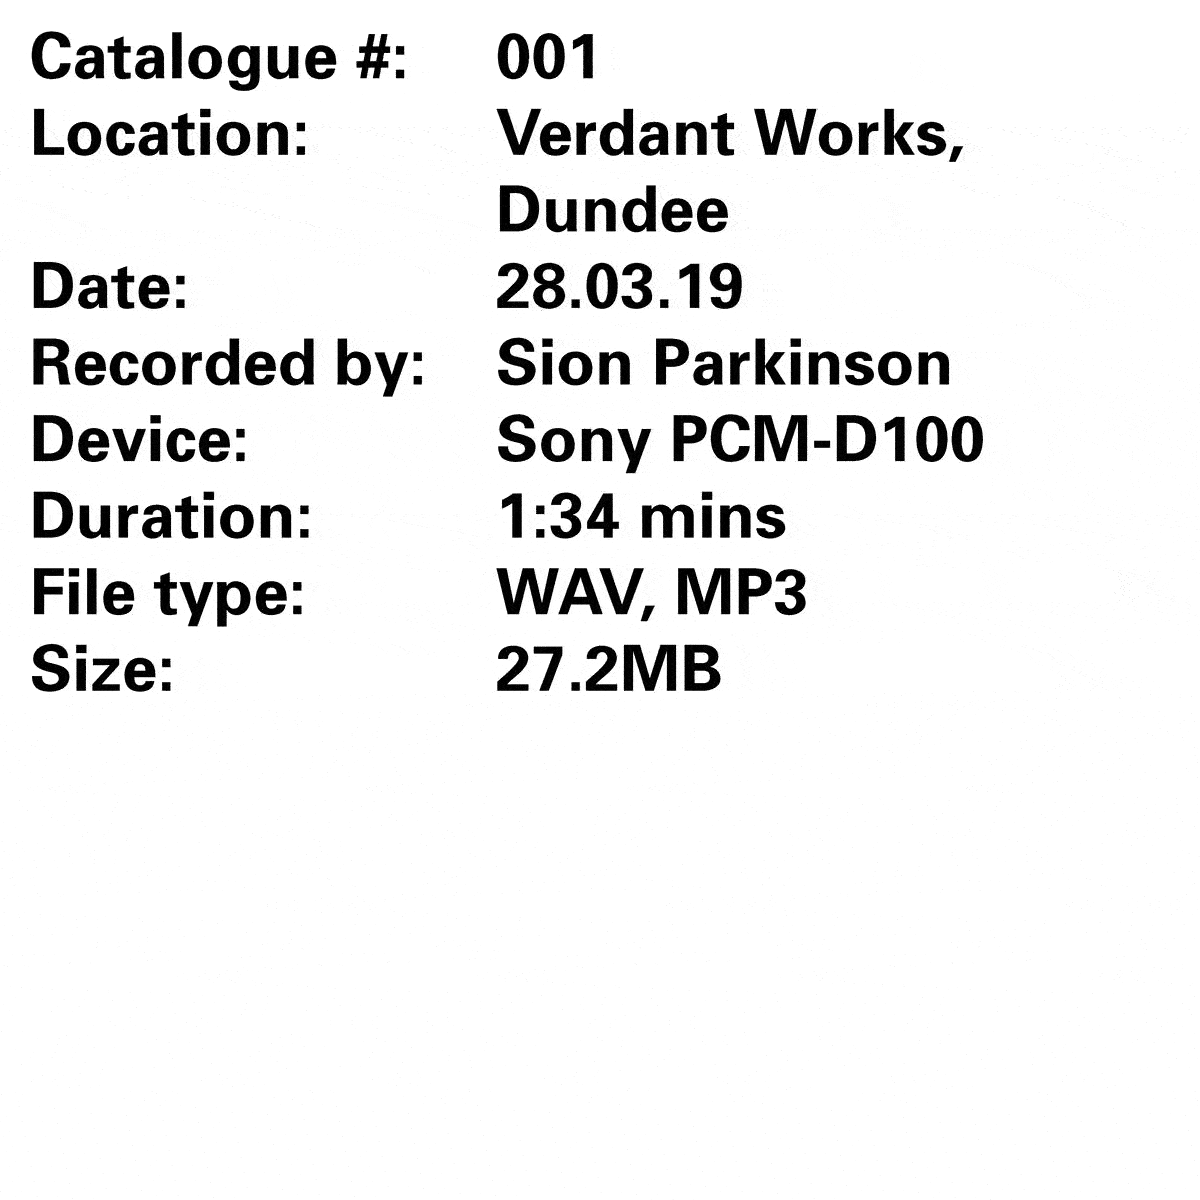 Catalogue #: 001
Location: Verdant Works,
Dundee
Date: 28.03.19
Recorded by: Sion Parkinson
Device: Sony PCM-D100
Duration: 1:34 mins
File type: WAV, MP3
Size: 27.2MB